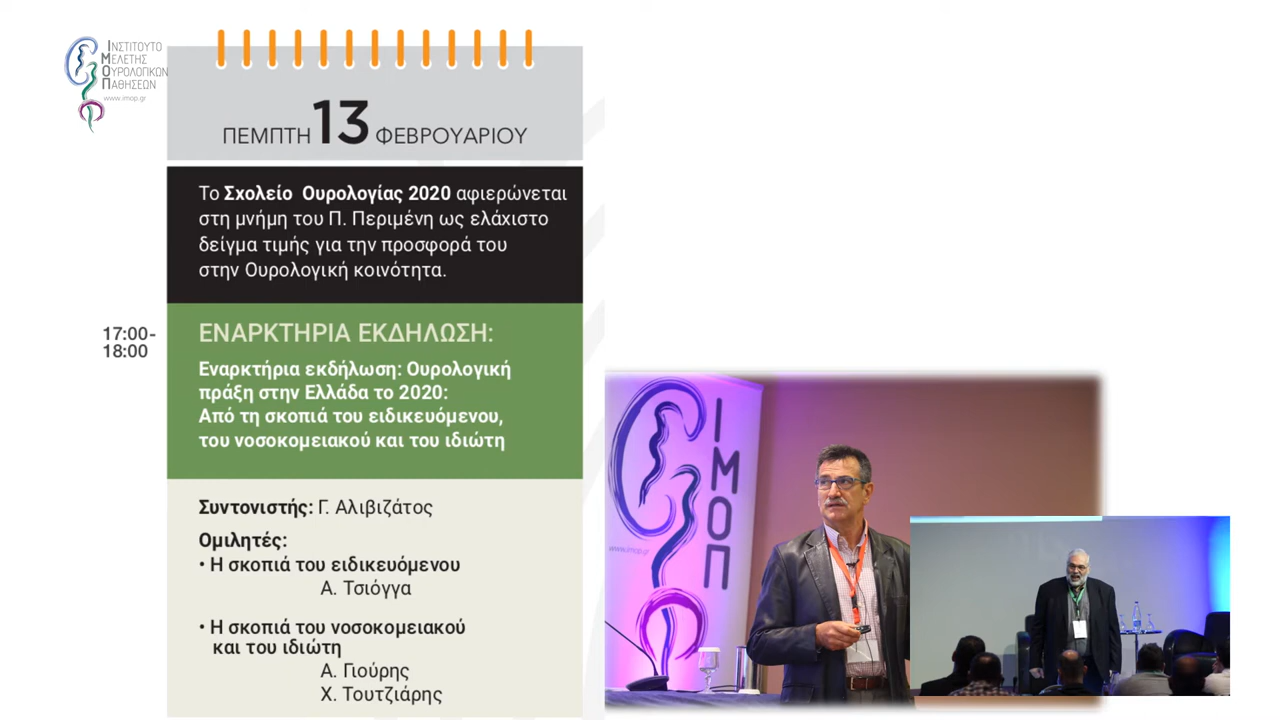 ΙΝΣΤΙΤΟΥΤΟ
ΜΕΛΕΤΗΣ
ΟΥΡΟΛΟΓΙΚΩΝ
ΠΑΘΗΣΕΩΝ
www.imop.gr
ΠΕΜΠΤΗ 13 ΦΕΒΡΟΥΑΡΙΟΥ
Το Σχολείο Ουρολογίας 2020 αφιερώνεται
στη μνήμη του Π. Περιμένη ως ελάχιστο
δείγμα τιμής για την προσφορά του
στην Ουρολογική κοινότητα.
17:00-
18:00
ΕΝΑΡΚΤΗΡΙΑ ΕΚΔΗΛΩΣΗ:
Εναρκτήρια εκδήλωση: Ουρολογική
πράξη στην Ελλάδα το 2020:
Από τη σκοπιά του ειδικευόμενου,
του νοσοκομειακού και του ιδιώτη
Συντονιστής: Γ. Αλιβιζάτος
Ομιλητές:
• Η σκοπιά του ειδικευόμενου
Α. Τσιόγγα
• Η σκοπιά του νοσοκομειακού
και του ιδιώτη
Α. Γιούρης
Χ. Τουτζιάρης
ΙΜΟΠ
www.imop.gr